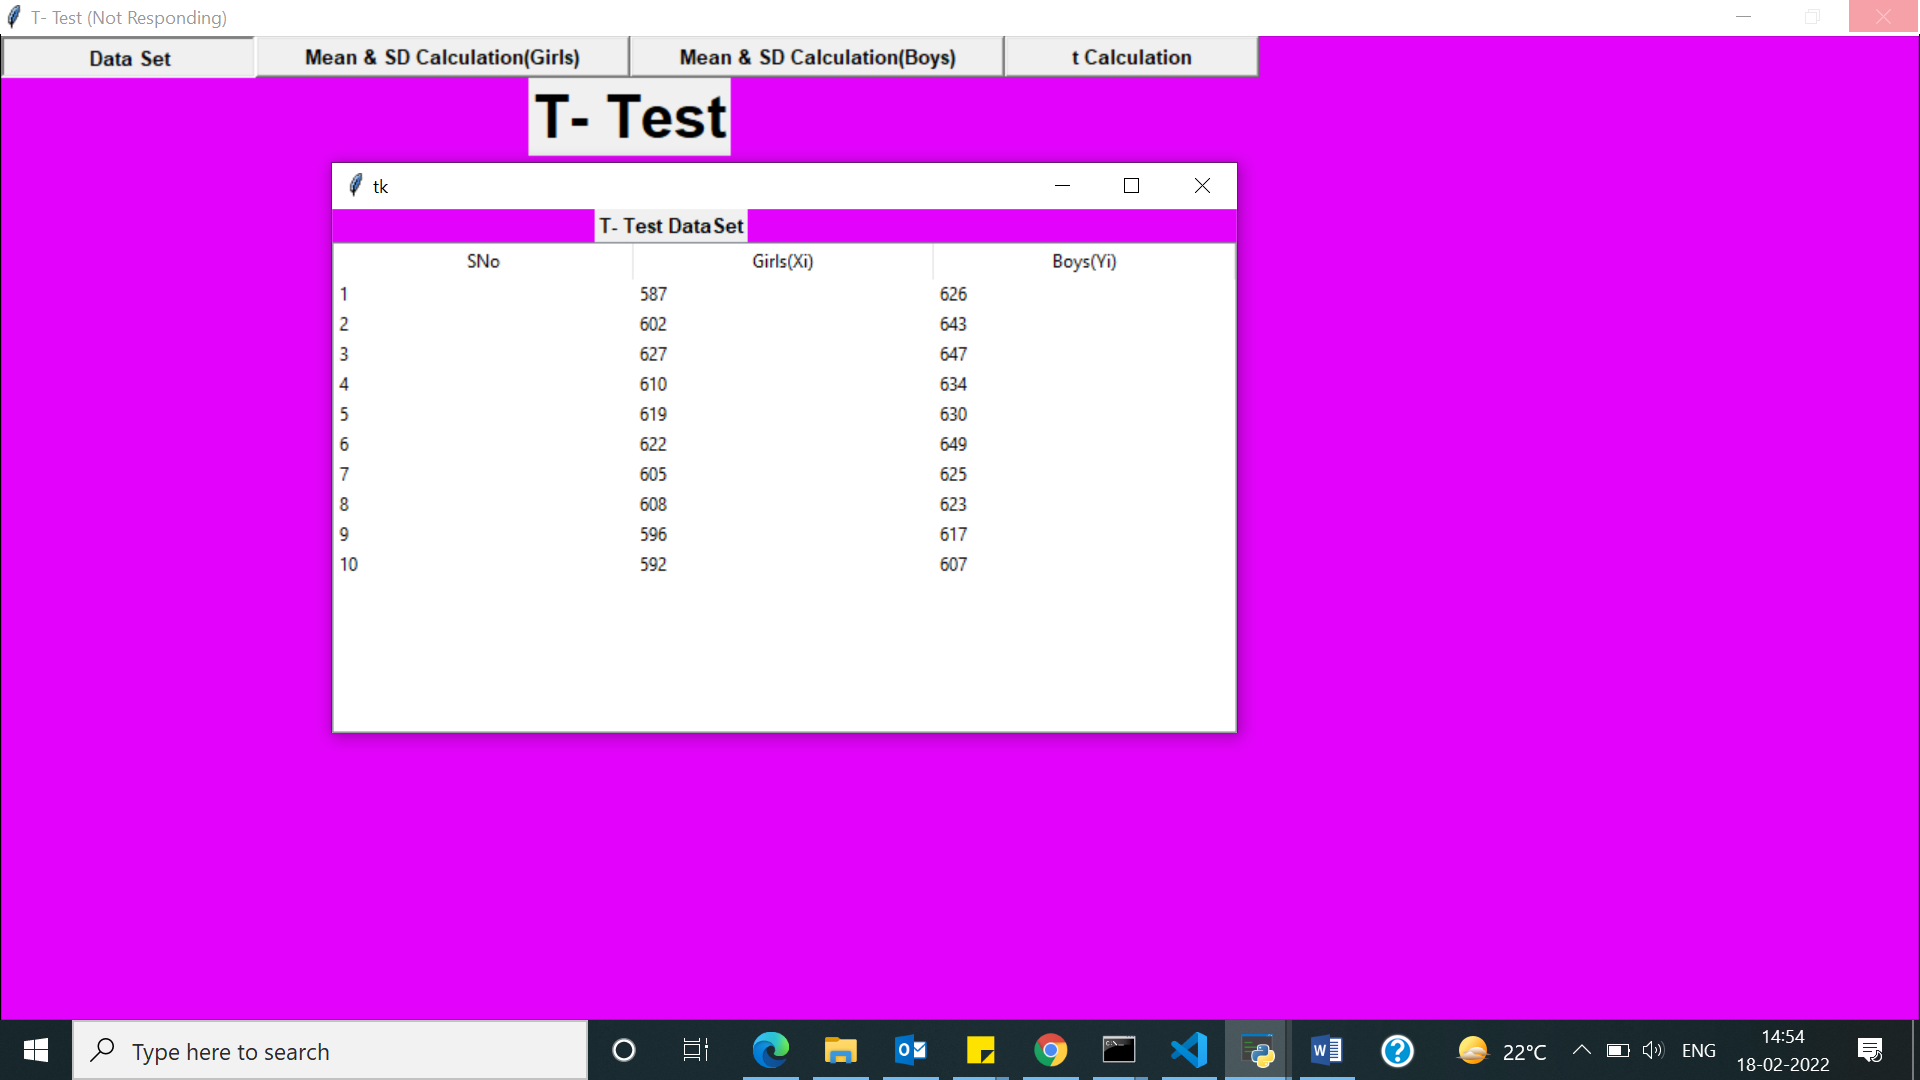 T- Test (Not Responding)
Data Set Mean & SD Calculation(Girls) Mean & SD Calculation(Boys) t Calculation
T- Test
tk
T- Test DataSet
SNo Girls(Xi) Boys(Yi)
1 587 626
2 602 643
3 627 647
4 610 634
5 619 630
6 622 649
7 605 625
8 608 623
9 596 617
10 592 607
Type here to search 22°C ENG 14:54
18-02-2022